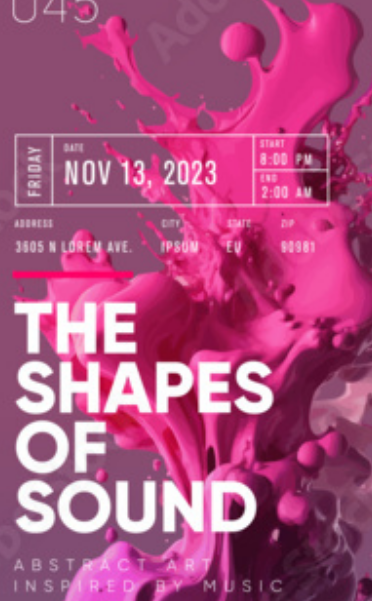 045
FRIDAY
DATE
NOV 13, 2023
START
8:00 PM
END
2:00 AM
ADDRESS CITY STATE ZIP
3605 N LOREM AVE. IPSUM EU 90981
THE
SHAPES
OF
SOUND
ABSTRACT ART
INSPIRED BY MUSIC